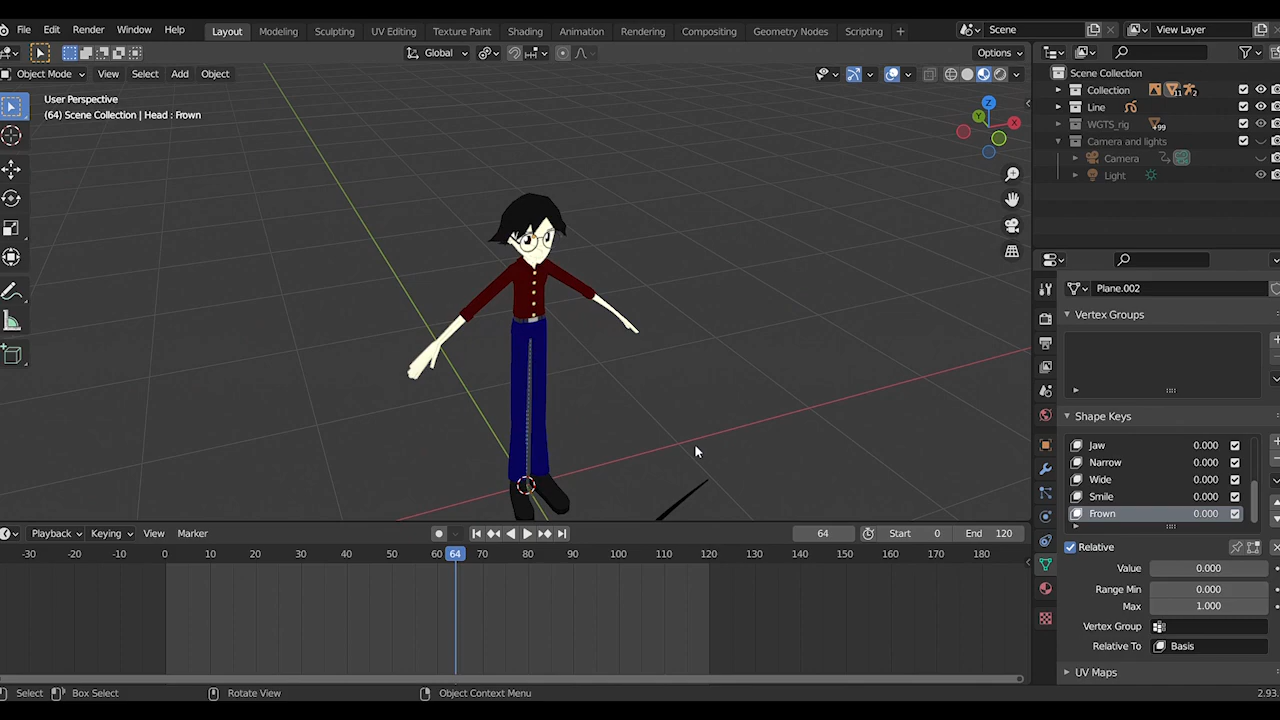 File Edit Render Window Help Layout Modeling Sculpting UV Editing Texture Paint Shading Animation Rendering Compositing Geometry Nodes Scripting + Scene View Layer
Global Options
Object Mode View Select Add Object
User Perspective
(64) Scene Collection | Head : Frown
Z
Y
X
Scene Collection
Collection 11 2
Line
WGTS_rig 99
Camera and lights
Camera
Light
Plane.002
Vertex Groups
Shape Keys
Jaw 0.000
Narrow 0.000
Wide 0.000
Smile 0.000
Frown 0.000
Relative
Value 0.000
Range Min 0.000
Max 1.000
Vertex Group
Relative To Basis
UV Maps
Playback Keying View Marker 64 Start 0 End 120
-30 -20 -10 0 10 20 30 40 50 60 64 70 80 90 100 110 120 130 140 150 160 170 180
Select Box Select Rotate View Object Context Menu 2.93.